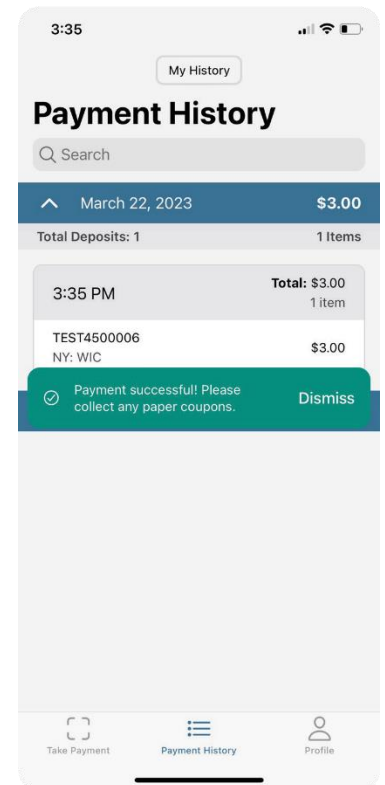 3:35
My History
Payment History
Search
March 22, 2023 $3.00
Total Deposits: 1 1 Items
3:35 PM Total: $3.00
1 item
TEST4500006 $3.00
NY: WIC
Payment successful! Please Dismiss
collect any paper coupons.
Take Payment Payment History Profile